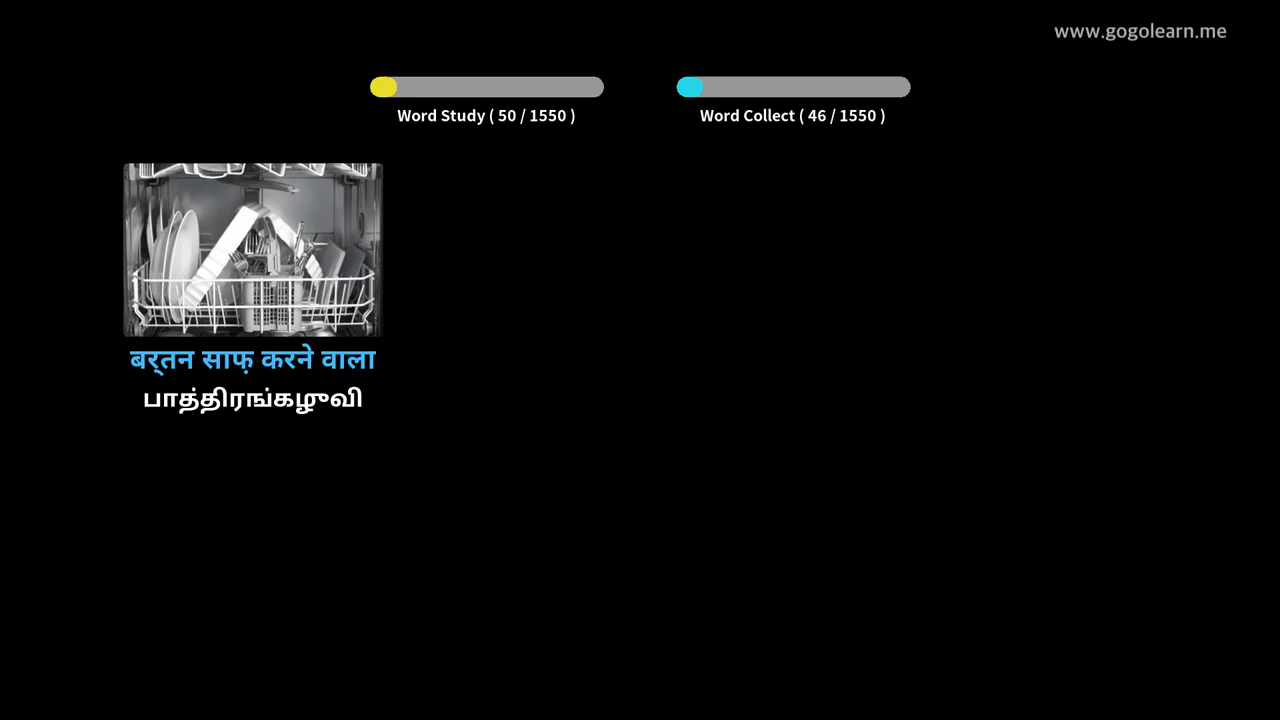 www.gogolearn.me
Word Study ( 50 / 1550 )
Word Collect ( 46 / 1550 )
बर्‌तन साफ़ करने वाला
பாத்திரங்கழுவி